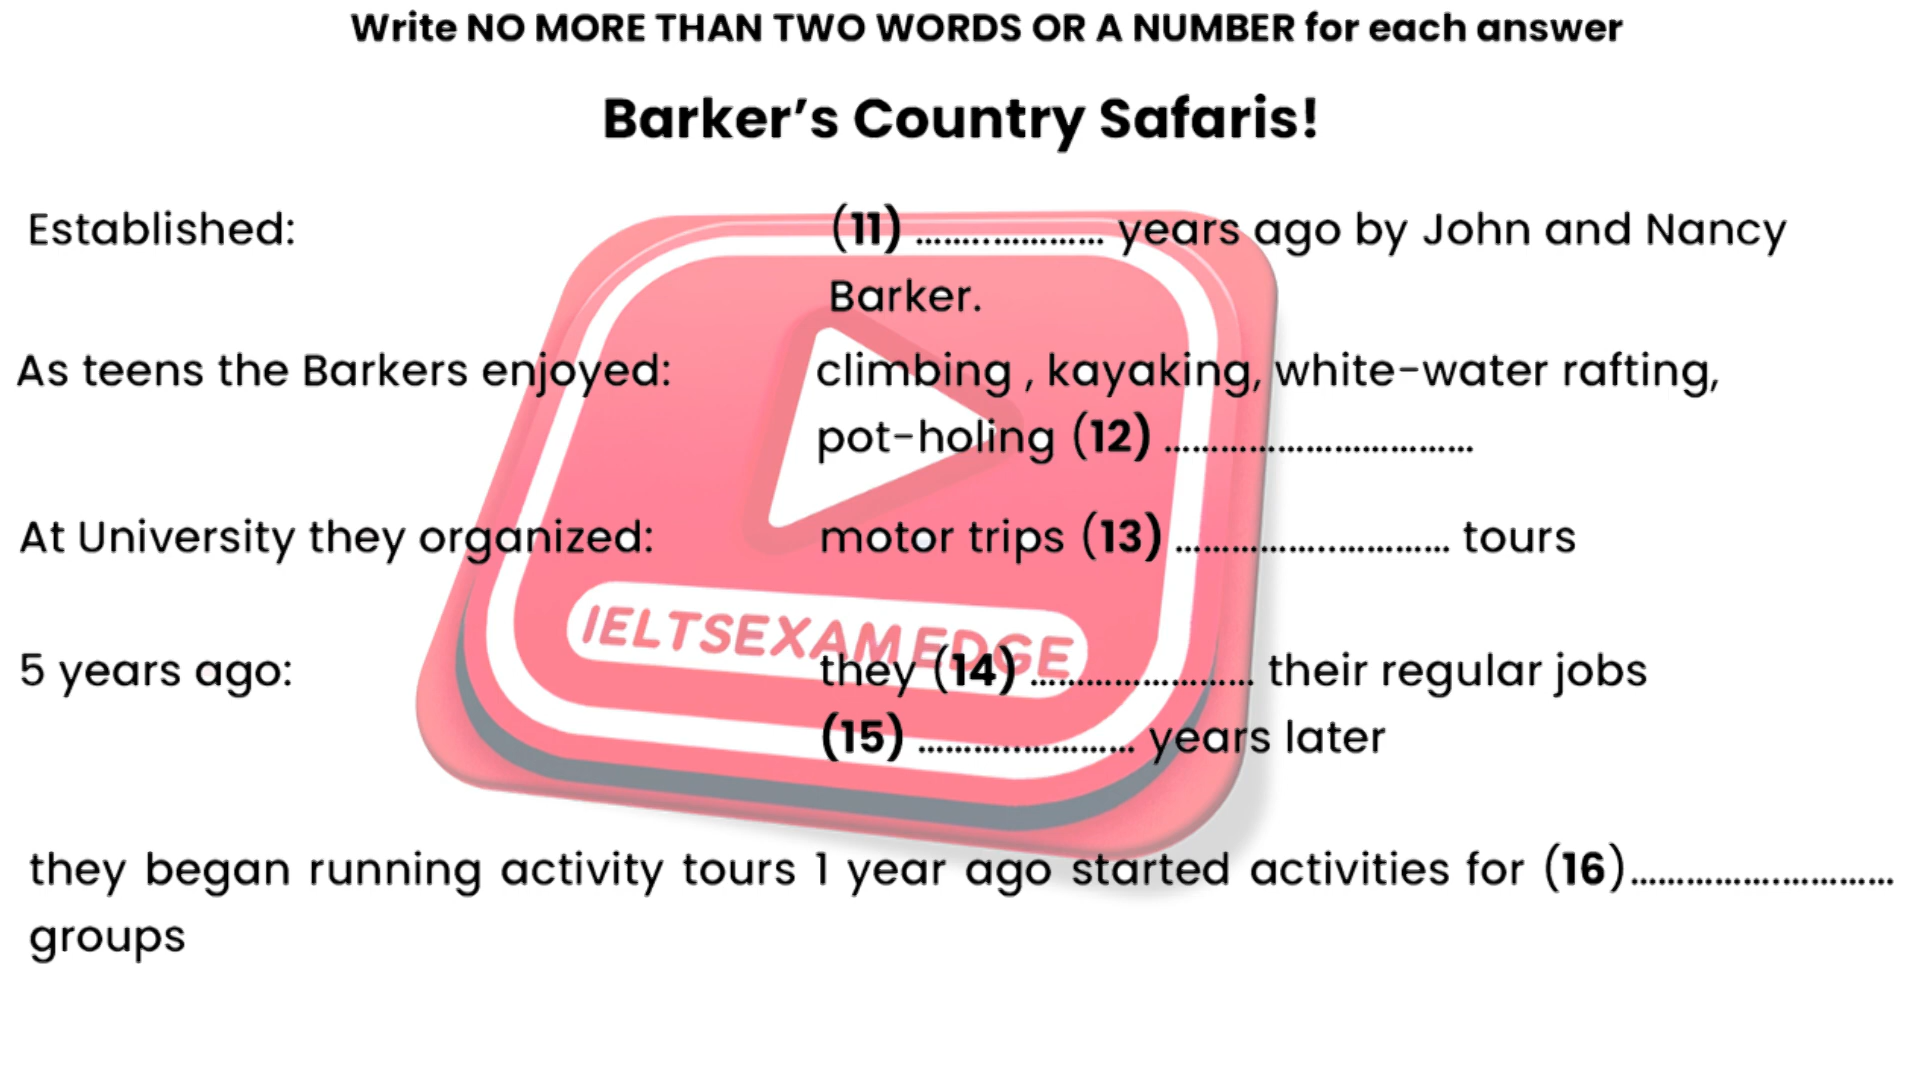 Write NO MORE THAN TWO WORDS OR A NUMBER for each answer
Barker's Country Safaris!
Established: (11) ........................ years ago by John and Nancy
Barker.
As teens the Barkers enjoyed: climbing , kayaking, white-water rafting,
pot-holing (12) .................................
At University they organized: motor trips (13) ............................. tours
IELTSEXAMEDGE
5 years ago: they (14) ........................ their regular jobs
(15) ........................ years later
they began running activity tours 1 year ago started activities for (16)............................
groups